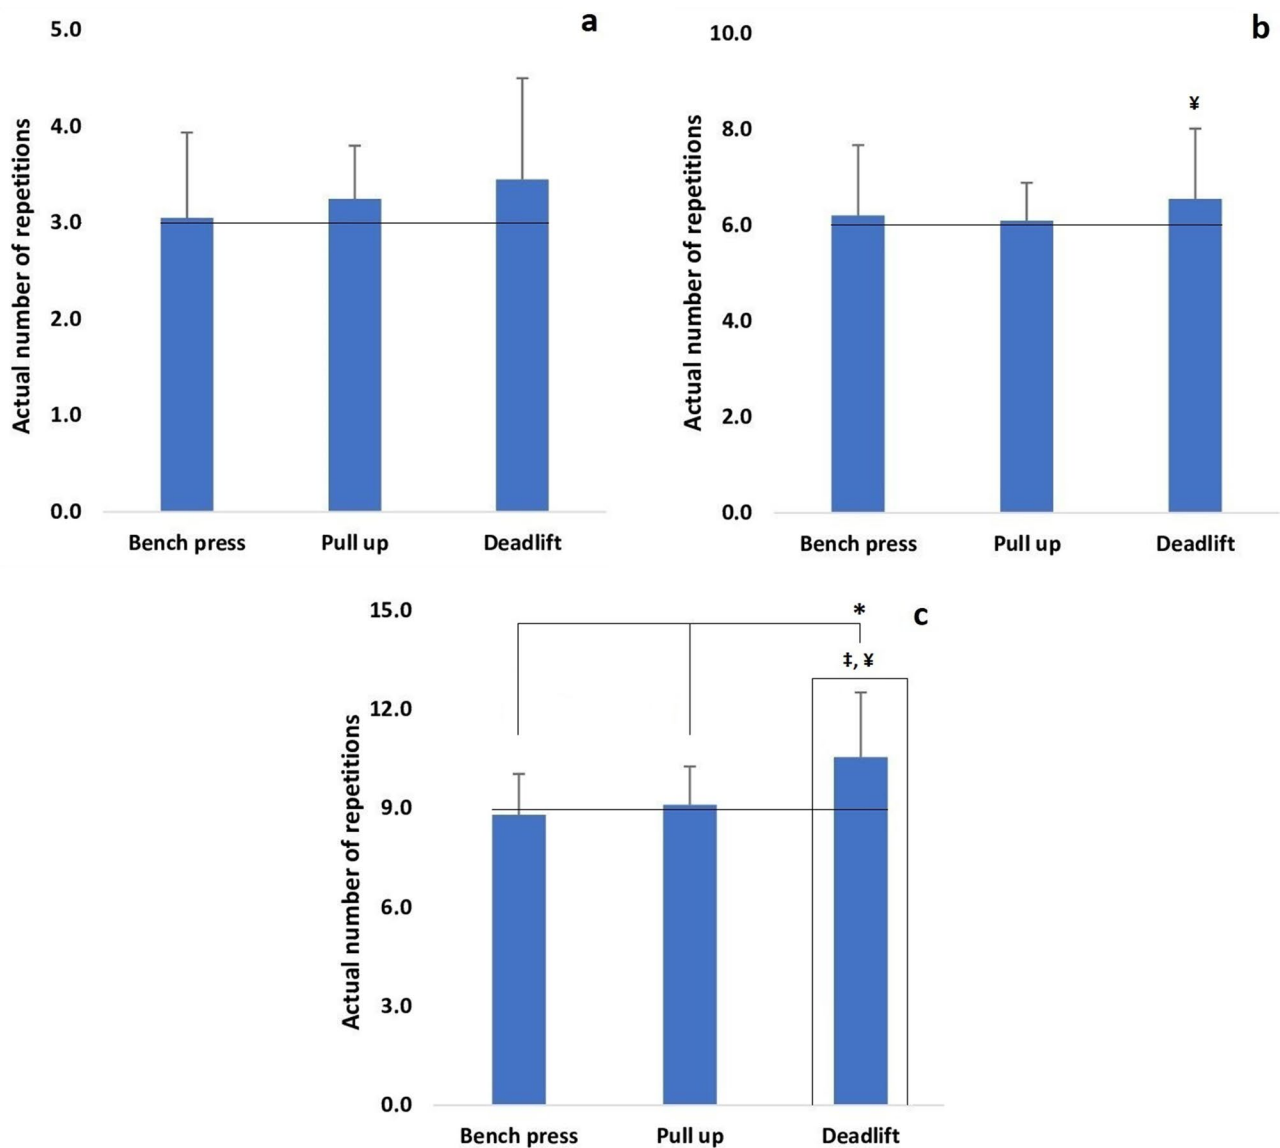 a
Actual number of repetitions
5.0
4.0
3.0
2.0
1.0
0.0
Bench press Pull up Deadlift
b
Actual number of repetitions
10.0
8.0
6.0
4.0
2.0
0.0
¥
Bench press Pull up Deadlift
c
Actual number of repetitions
15.0
12.0
9.0
6.0
3.0
0.0
*
‡, ¥
Bench press Pull up Deadlift